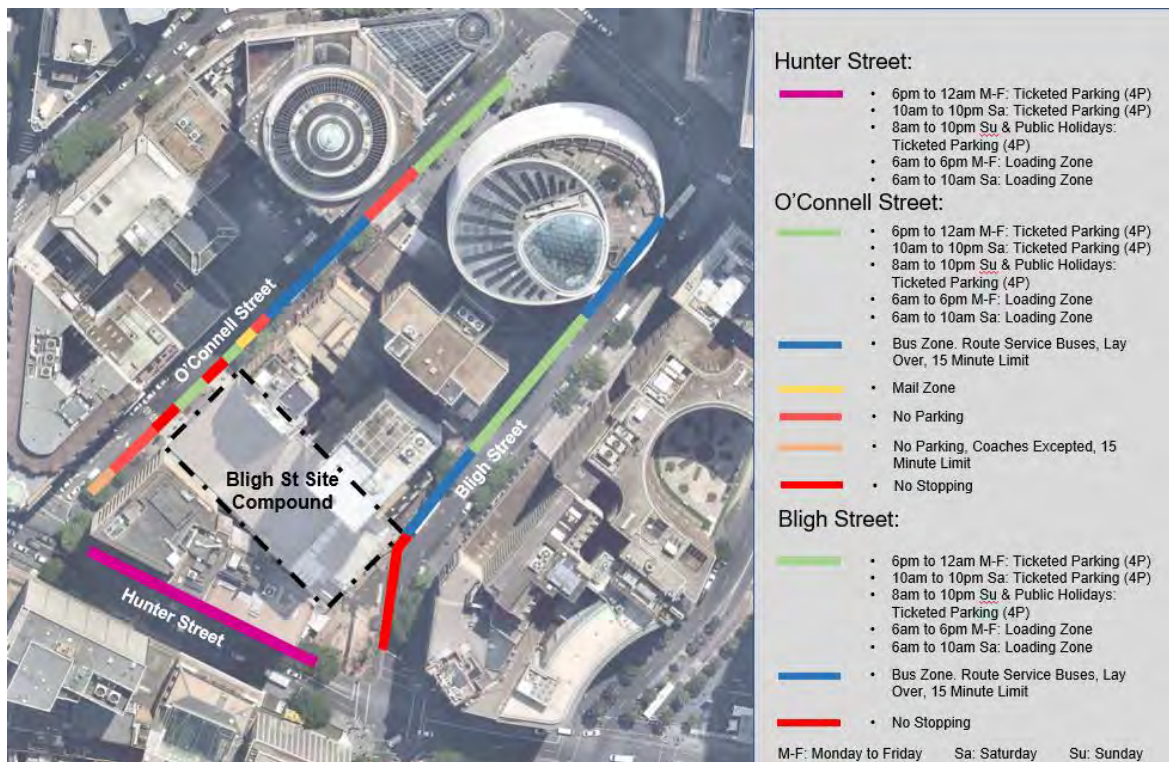 O'Connell Street
Bligh Street
Bligh St Site
Compound
Hunter Street
Hunter Street:
• 6pm to 12am M-F: Ticketed Parking (4P)
• 10am to 10pm Sa: Ticketed Parking (4P)
• 8am to 10pm Su & Public Holidays:
Ticketed Parking (4P)
• 6am to 6pm M-F: Loading Zone
• 6am to 10am Sa: Loading Zone
O'Connell Street:
• 6pm to 12am M-F: Ticketed Parking (4P)
• 10am to 10pm Sa: Ticketed Parking (4P)
• 8am to 10pm Su & Public Holidays:
Ticketed Parking (4P)
• 6am to 6pm M-F: Loading Zone
• 6am to 10am Sa: Loading Zone
• Bus Zone. Route Service Buses, Lay
Over, 15 Minute Limit
• Mail Zone
• No Parking
• No Parking, Coaches Excepted, 15
Minute Limit
• No Stopping
Bligh Street:
• 6pm to 12am M-F: Ticketed Parking (4P)
• 10am to 10pm Sa: Ticketed Parking (4P)
• 8am to 10pm Su & Public Holidays:
Ticketed Parking (4P)
• 6am to 6pm M-F: Loading Zone
• 6am to 10am Sa: Loading Zone
• Bus Zone. Route Service Buses, Lay
Over, 15 Minute Limit
• No Stopping
M-F: Monday to Friday Sa: Saturday Su: Sunday